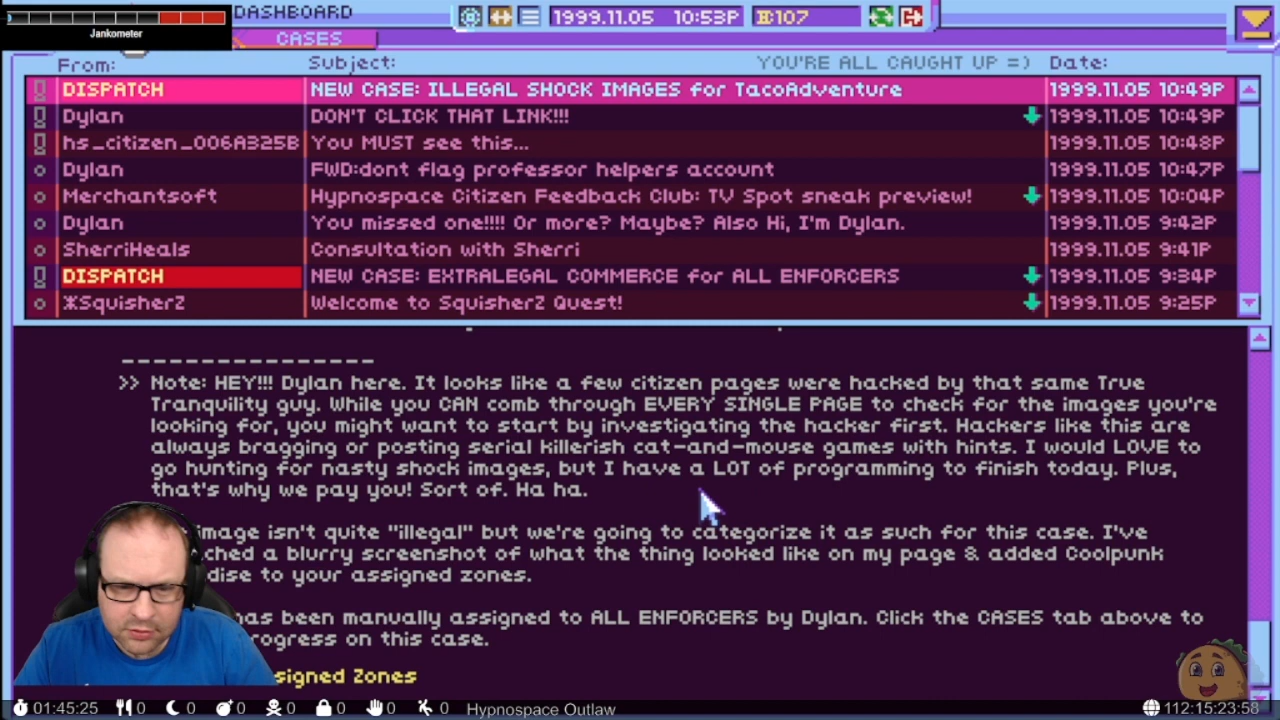 DASHBOARD
1999.11.05 10:53P
107
Jankometer
CASES
From: Subject: YOU'RE ALL CAUGHT UP =) Date:
DISPATCH NEW CASE: ILLEGAL SHOCK IMAGES for TacoAdventure 1999.11.05 10:49P
Dylan DON'T CLICK THAT LINK!!! 1999.11.05 10:49P
hs_citizen_006A325B You MUST see this... 1999.11.05 10:48P
Dylan FWD:dont flag professor helpers account 1999.11.05 10:47P
Merchantsoft Hypnospace Citizen Feedback Club: TV Spot sneak preview! 1999.11.05 10:04P
Dylan You missed one!!!! Or more? Maybe? Also Hi, I'm Dylan. 1999.11.05 9:42P
SherriHeals Consultation with Sherri 1999.11.05 9:41P
DISPATCH NEW CASE: EXTRALEGAL COMMERCE for ALL ENFORCERS 1999.11.05 9:34P
ӜSquisherZ Welcome to SquisherZ Quest! 1999.11.05 9:25P
----------------
>> Note: HEY!!! Dylan here. It looks like a few citizen pages were hacked by that same True
Tranquility guy. While you CAN comb through EVERY SINGLE PAGE to check for the images you're
looking for, you might want to start by investigating the hacker first. Hackers like this are
always bragging or posting serial killerish cat-and-mouse games with hints. I would LOVE to
go hunting for nasty shock images, but I have a LOT of programming to finish today. Plus,
that's why we pay you! Sort of. Ha ha.
image isn't quite "illegal" but we're going to categorize it as such for this case. I've
ched a blurry screenshot of what the thing looked like on my page & added Coolpunk
dise to your assigned zones.
has been manually assigned to ALL ENFORCERS by Dylan. Click the CASES tab above to
rogress on this case.
signed Zones
01:45:25 0 0 0 0 0 0 0 Hypnospace Outlaw 112:15:23:58